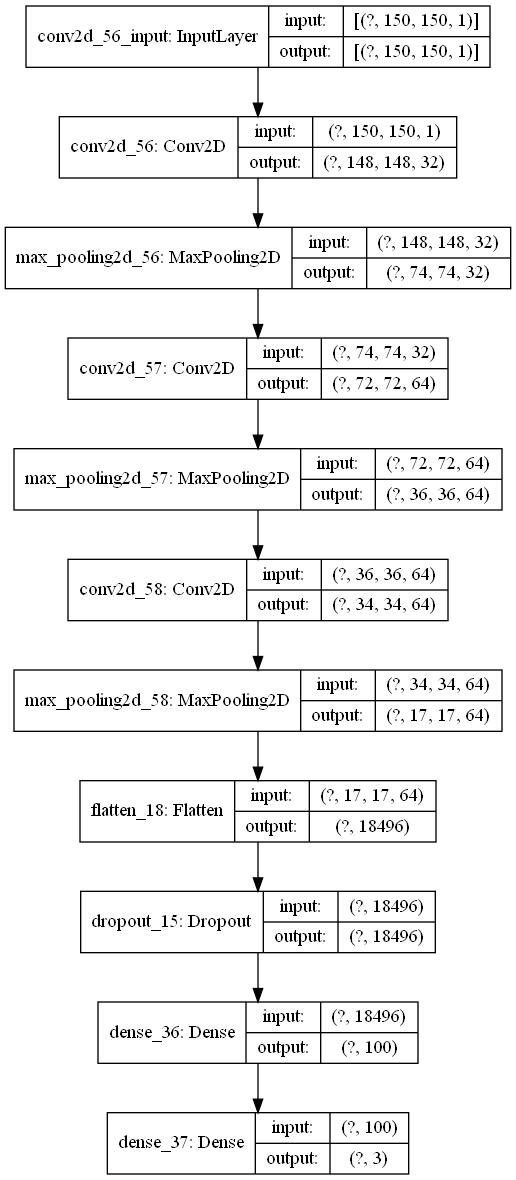 conv2d_56_input: InputLayer
input: [(?, 150, 150, 1)]
output: [(?, 150, 150, 1)]
conv2d_56: Conv2D
input: (?, 150, 150, 1)
output: (?, 148, 148, 32)
max_pooling2d_56: MaxPooling2D
input: (?, 148, 148, 32)
output: (?, 74, 74, 32)
conv2d_57: Conv2D
input: (?, 74, 74, 32)
output: (?, 72, 72, 64)
max_pooling2d_57: MaxPooling2D
input: (?, 72, 72, 64)
output: (?, 36, 36, 64)
conv2d_58: Conv2D
input: (?, 36, 36, 64)
output: (?, 34, 34, 64)
max_pooling2d_58: MaxPooling2D
input: (?, 34, 34, 64)
output: (?, 17, 17, 64)
flatten_18: Flatten
input: (?, 17, 17, 64)
output: (?, 18496)
dropout_15: Dropout
input: (?, 18496)
output: (?, 18496)
dense_36: Dense
input: (?, 18496)
output: (?, 100)
dense_37: Dense
input: (?, 100)
output: (?, 3)